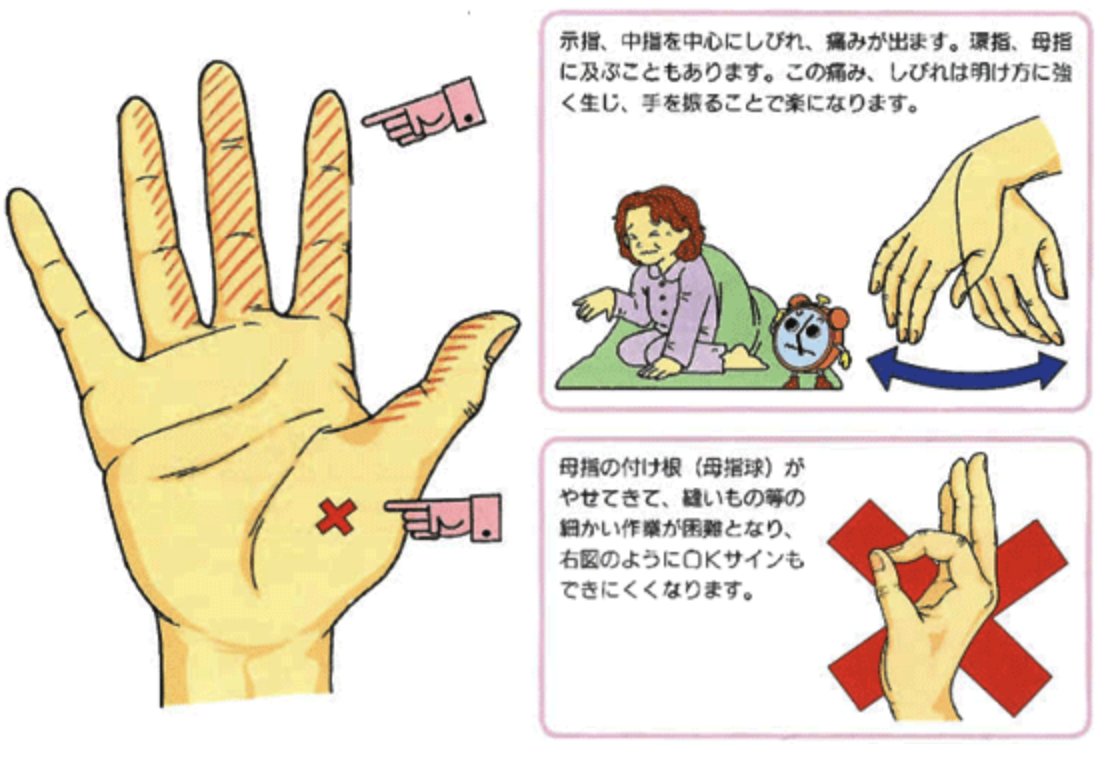 示指、中指を中心にしびれ、痛みが出ます。環指、母指
に及ぶこともあります。この痛み、しびれは明け方に強
く生じ、手を振ることで楽になります。
母指の付け根（母指球）が
やせてきて、縫いもの等の
細かい作業が困難となり、
右図のようにOKサインも
できにくくなります。